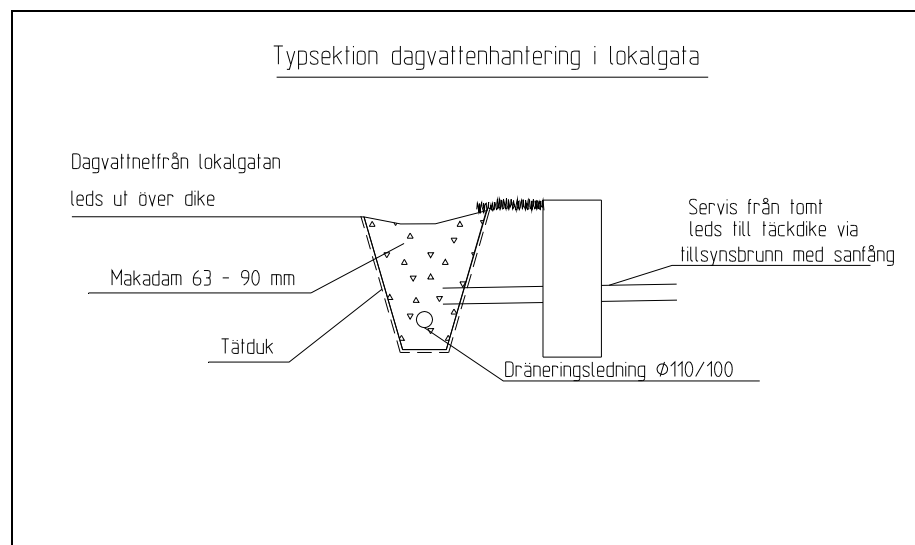 Typsektion dagvattenhantering i lokalgata
Dagvattnetfrån lokalgatan
leds ut över dike
Servis från tomt
leds till täckdike via
tillsynsbrunn med sanfång
Makadam 63 - 90 mm
Tätduk
Dräneringsledning Ø110/100